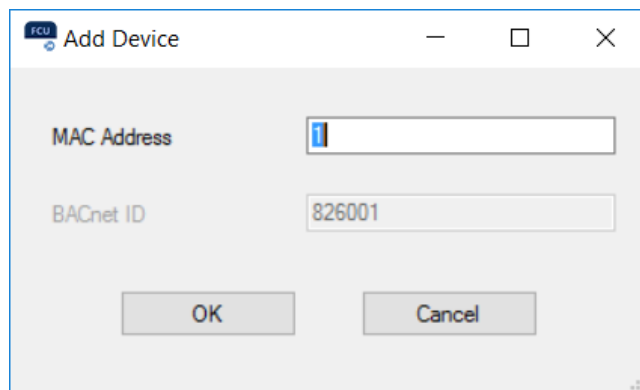 FCU Add Device
MAC Address 1
BACnet ID 826001
OK Cancel